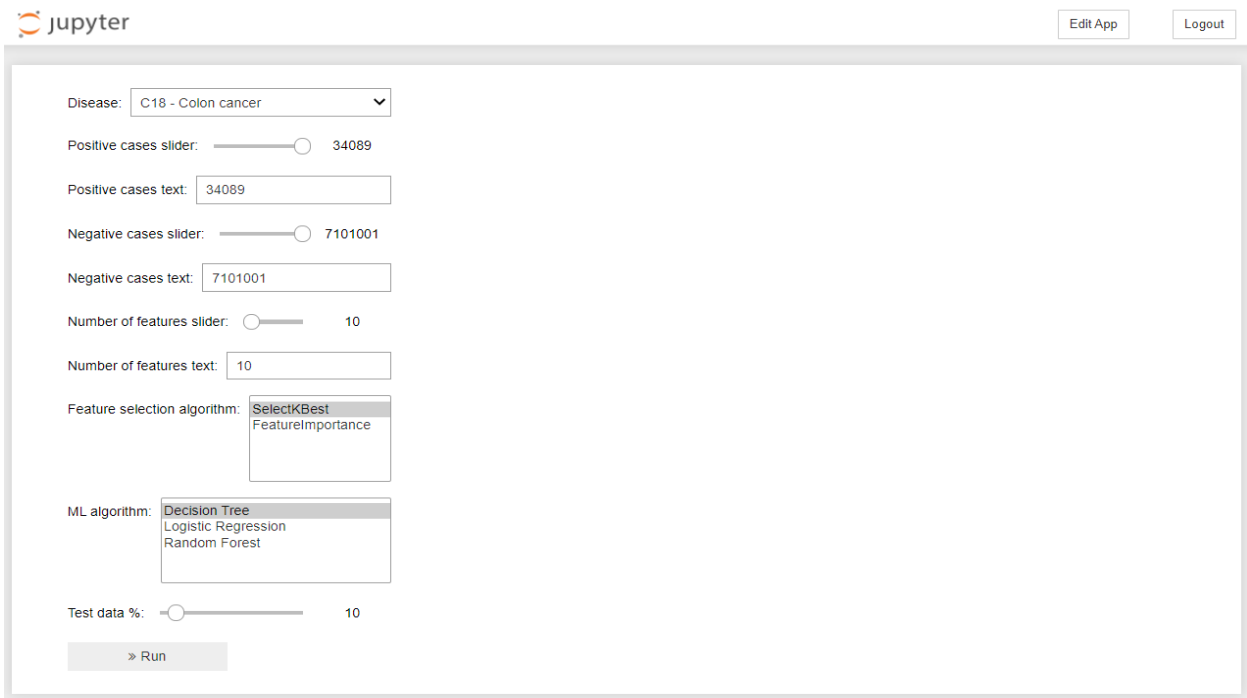 jupyter Edit App Logout
Disease: C18 - Colon cancer
Positive cases slider: 34089
Positive cases text: 34089
Negative cases slider: 7101001
Negative cases text: 7101001
Number of features slider: 10
Number of features text: 10
Feature selection algorithm: SelectKBest
FeatureImportance
ML algorithm: Decision Tree
Logistic Regression
Random Forest
Test data %: 10
» Run